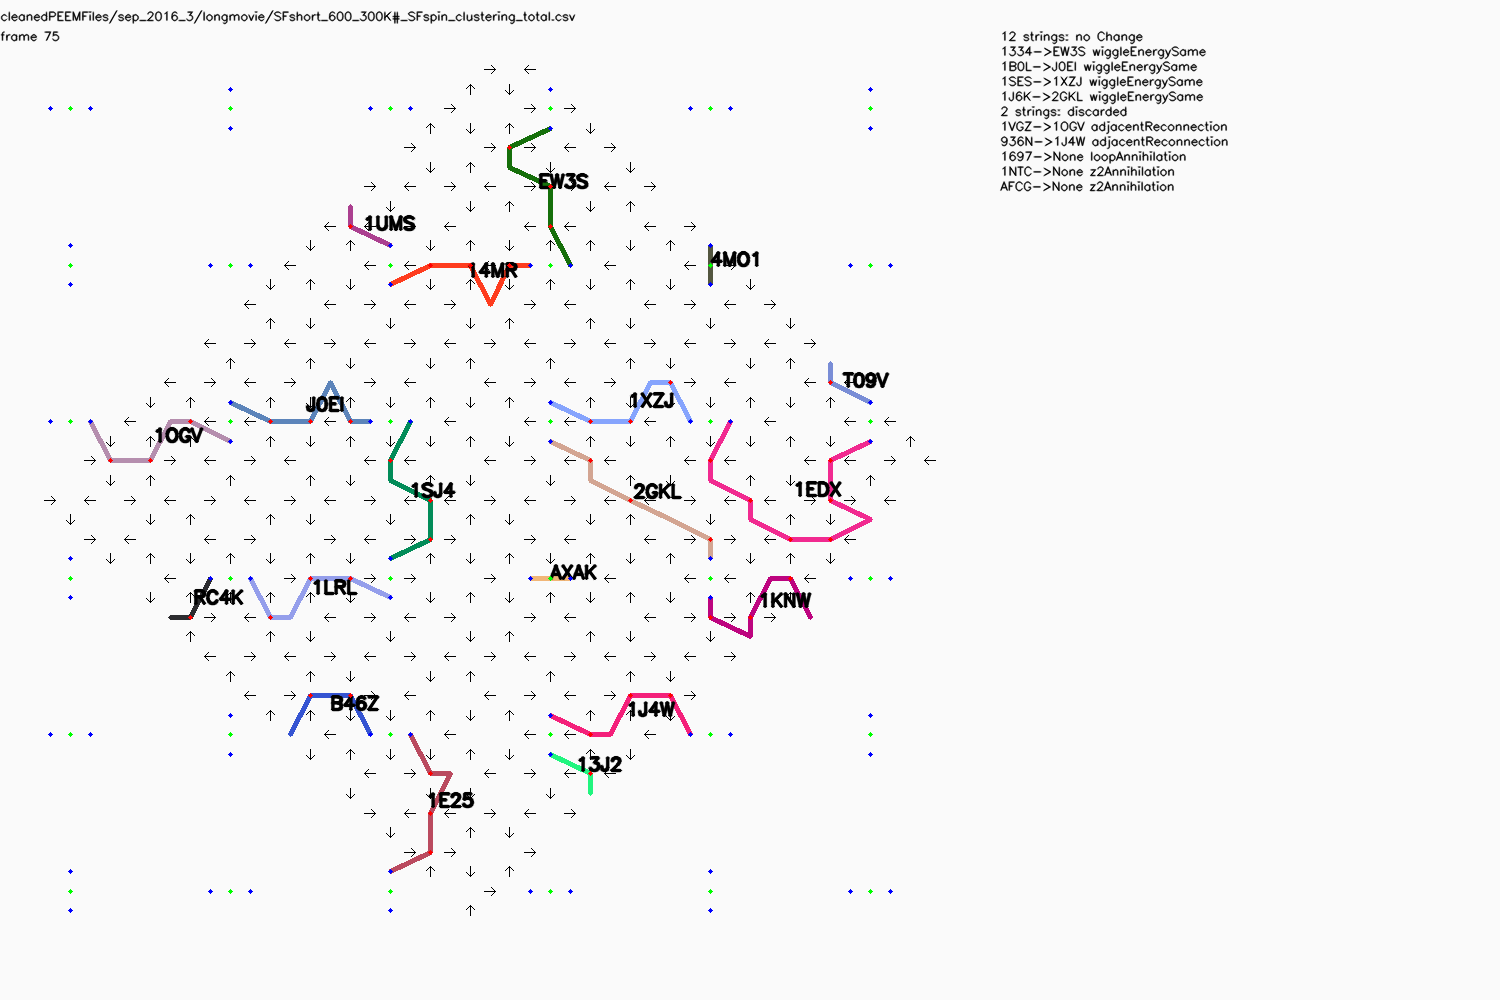 cleanedPEEMFiles/sep_2016_3/longmovie/SFshort_600_300K#_SFspin_clustering_total.csv
frame 75
12 strings: no Change
1334->EW3S wiggleEnergySame
1B0L->J0EI wiggleEnergySame
1SES->1XZJ wiggleEnergySame
1J6K->2GKL wiggleEnergySame
2 strings: discarded
1VGZ->1OGV adjacentReconnection
936N->1J4W adjacentReconnection
1697->None loopAnnihilation
1NTC->None z2Annihilation
AFCG->None z2Annihilation
EW3S
1UMS
4MO1
14MR
T09V
J0EI
1XZJ
1OGV
1SJ4
2GKL
1EDX
AXAK
1LRL
RC4K
1KNW
B46Z
1J4W
13J2
1E25